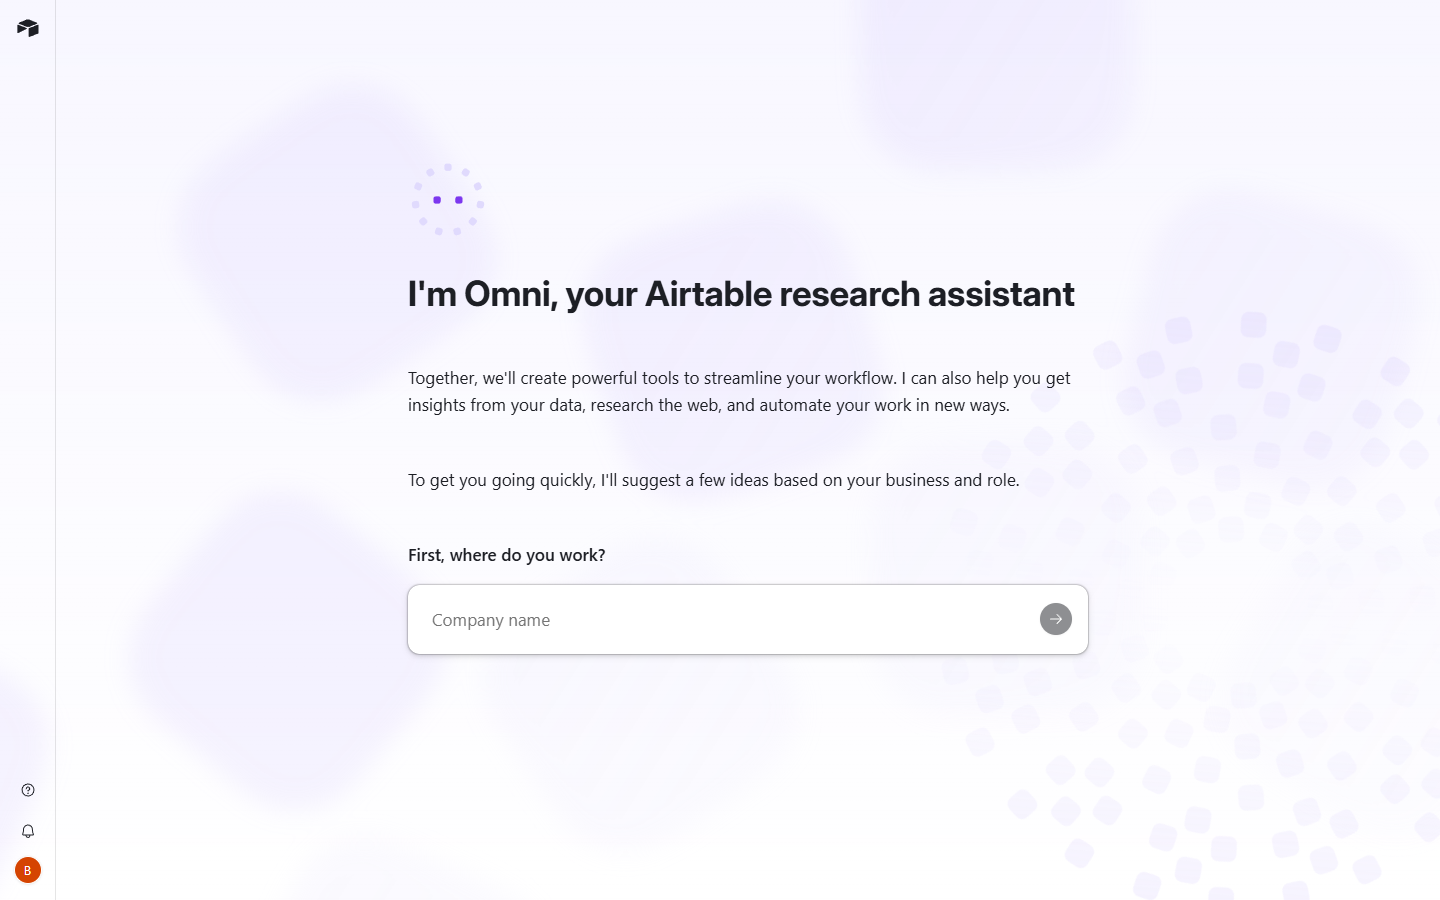 I'm Omni, your Airtable research assistant
Together, we'll create powerful tools to streamline your workflow. I can also help you get
insights from your data, research the web, and automate your work in new ways.
To get you going quickly, I'll suggest a few ideas based on your business and role.
First, where do you work?
Company name
B